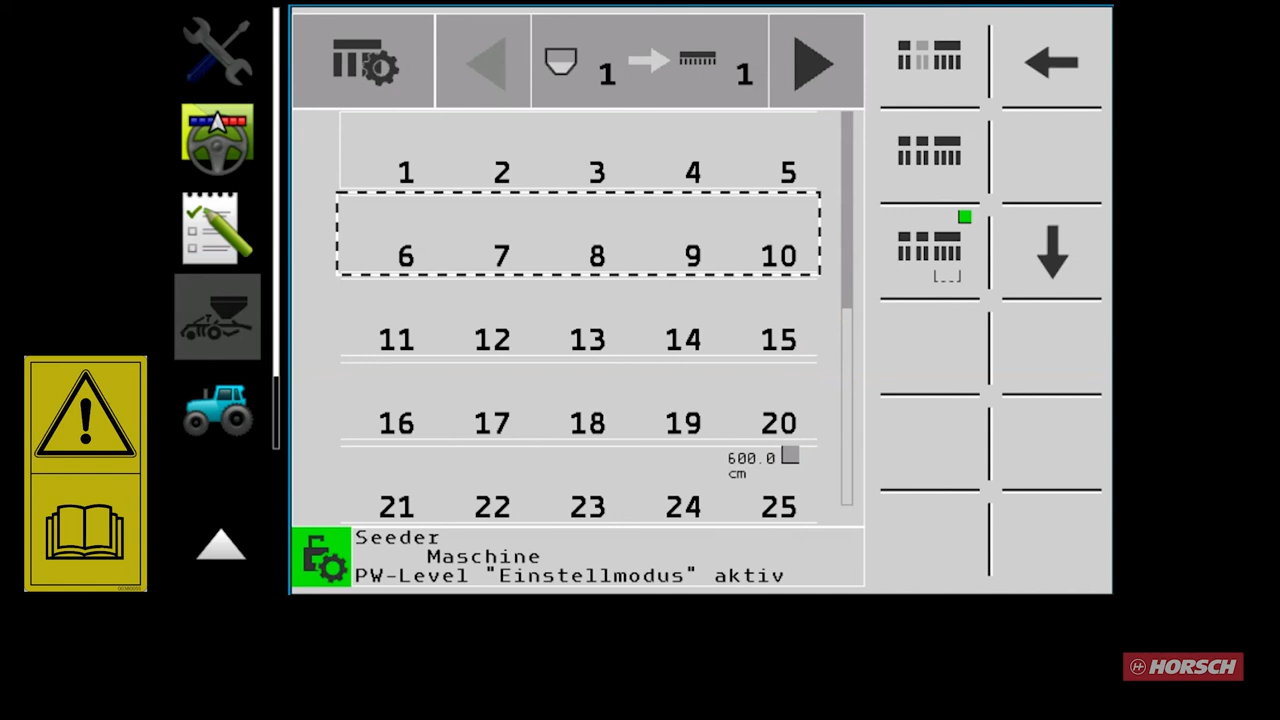 1 1
1 2 3 4 5
6 7 8 9 10
11 12 13 14 15
16 17 18 19 20
600.0
cm
21 22 23 24 25
Seeder
Maschine
PW-Level "Einstellmodus" aktiv
HORSCH